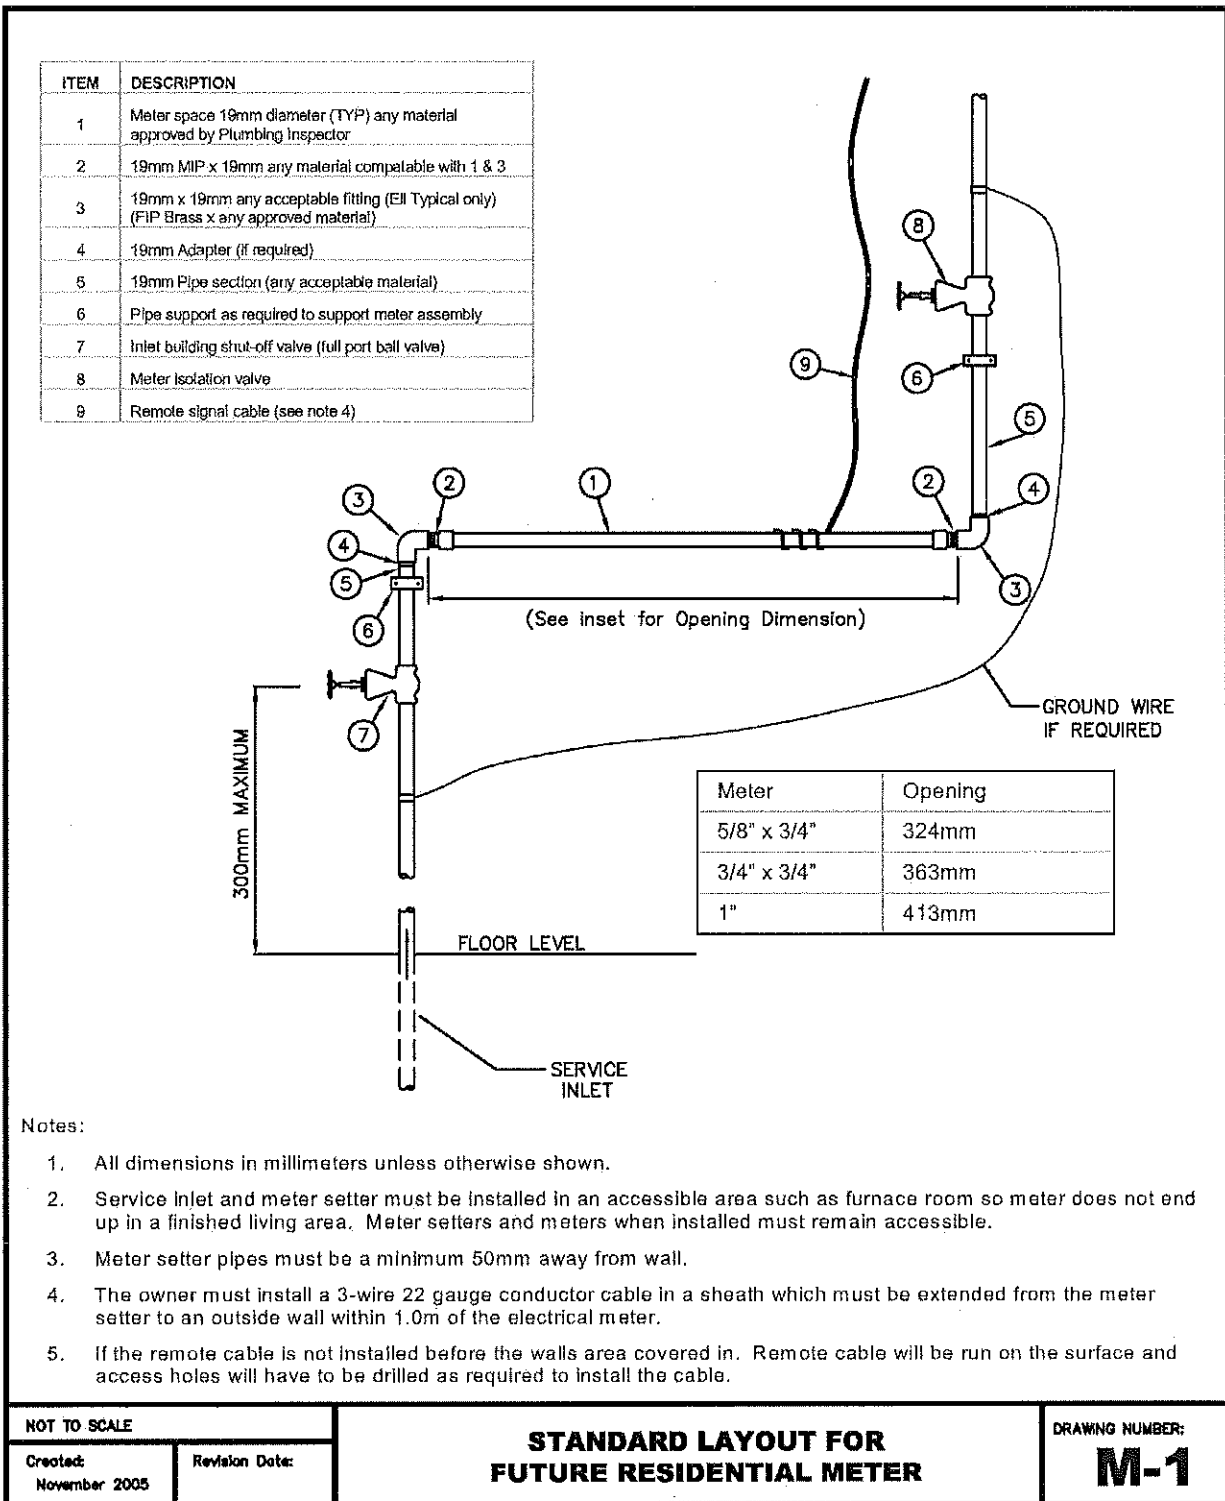 ITEM DESCRIPTION
1 Meter space 19mm diameter (TYP) any material
approved by Plumbing Inspector
2 19mm MIP x 19mm any material compatable with 1 & 3
3 19mm x 19mm any acceptable fitting (Ell Typical only)
(FIP Brass x any approved material)
4 19mm Adapter (if required)
5 19mm Pipe section (any acceptable material)
6 Pipe support as required to support meter assembly
7 Inlet building shut-off valve (full port ball valve)
8 Meter isolation valve
9 Remote signal cable (see note 4)
8
9
6
5
2
1
2
4
3
4
5
3
6
(See inset for Opening Dimension)
7
GROUND WIRE
IF REQUIRED
300mm MAXIMUM
Meter Opening
5/8" x 3/4" 324mm
3/4" x 3/4" 363mm
1" 413mm
FLOOR LEVEL
SERVICE
INLET
Notes:
1. All dimensions in millimeters unless otherwise shown.
2. Service inlet and meter setter must be installed in an accessible area such as furnace room so meter does not end
up in a finished living area. Meter setters and meters when installed must remain accessible.
3. Meter setter pipes must be a minimum 50mm away from wall.
4. The owner must install a 3-wire 22 gauge conductor cable in a sheath which must be extended from the meter
setter to an outside wall within 1.0m of the electrical meter.
5. If the remote cable is not installed before the walls area covered in. Remote cable will be run on the surface and
access holes will have to be drilled as required to install the cable.
NOT TO SCALE
Created:
November 2005
Revision Date:
STANDARD LAYOUT FOR
FUTURE RESIDENTIAL METER
DRAWING NUMBER:
M-1